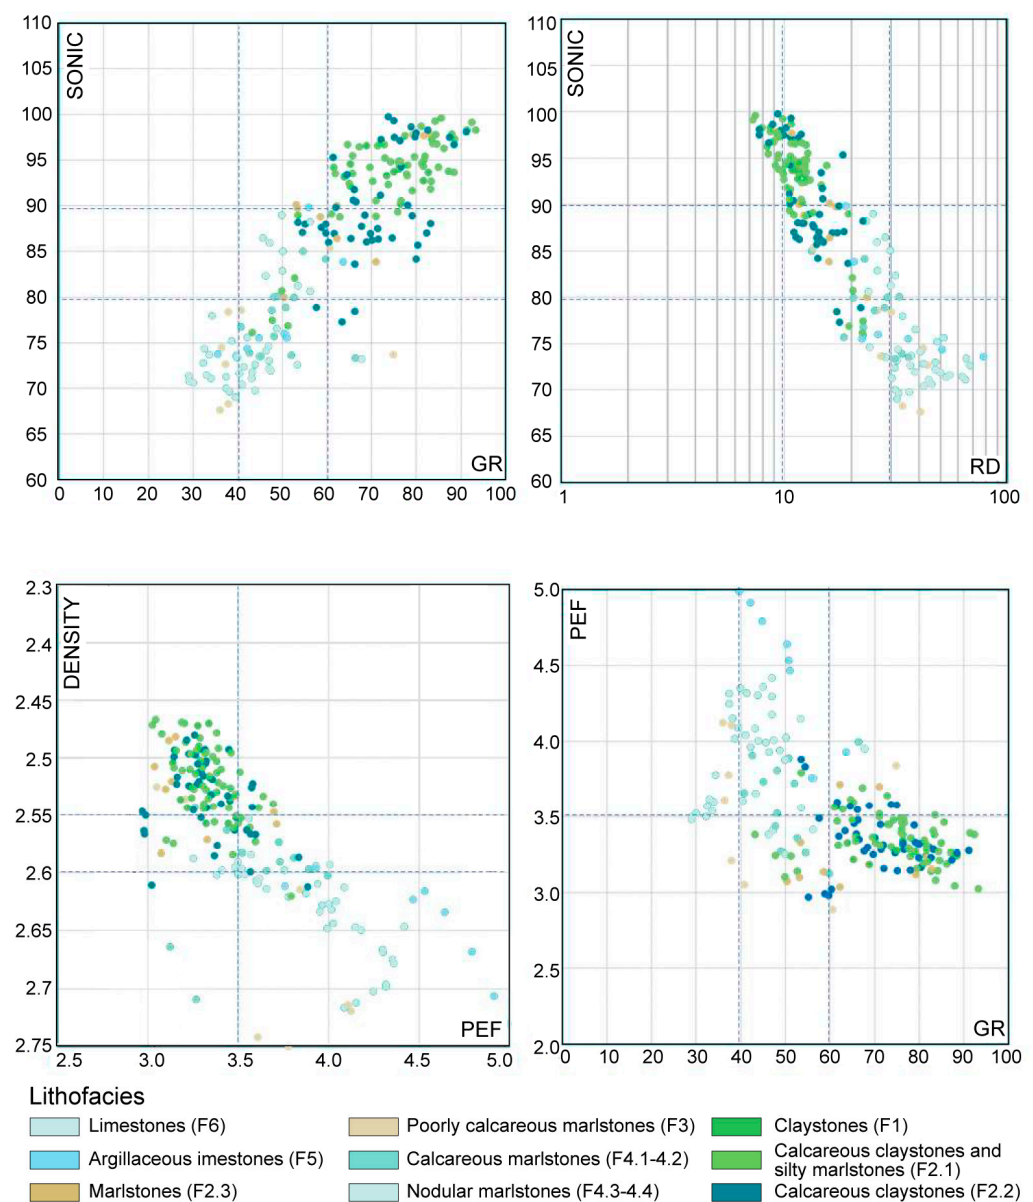 110
105
100
95
90
85
80
75
70
65
60
SONIC
GR
0 10 20 30 40 50 60 70 80 90 100
110
105
100
95
90
85
80
75
70
65
60
SONIC
RD
1 10 100
2.3
2.4
2.45
2.5
2.55
2.6
2.65
2.7
2.75
DENSITY
PEF
2.5 3.0 3.5 4.0 4.5 5.0
5.0
4.5
4.0
3.5
3.0
2.5
2.0
PEF
GR
0 10 20 30 40 50 60 70 80 90 100
Lithofacies
Limestones (F6)
Argillaceous imestones (F5)
Marlstones (F2.3)
Poorly calcareous marlstones (F3)
Calcareous marlstones (F4.1-4.2)
Nodular marlstones (F4.3-4.4)
Claystones (F1)
Calcareous claystones and
silty marlstones (F2.1)
Calcareous claystones (F2.2)